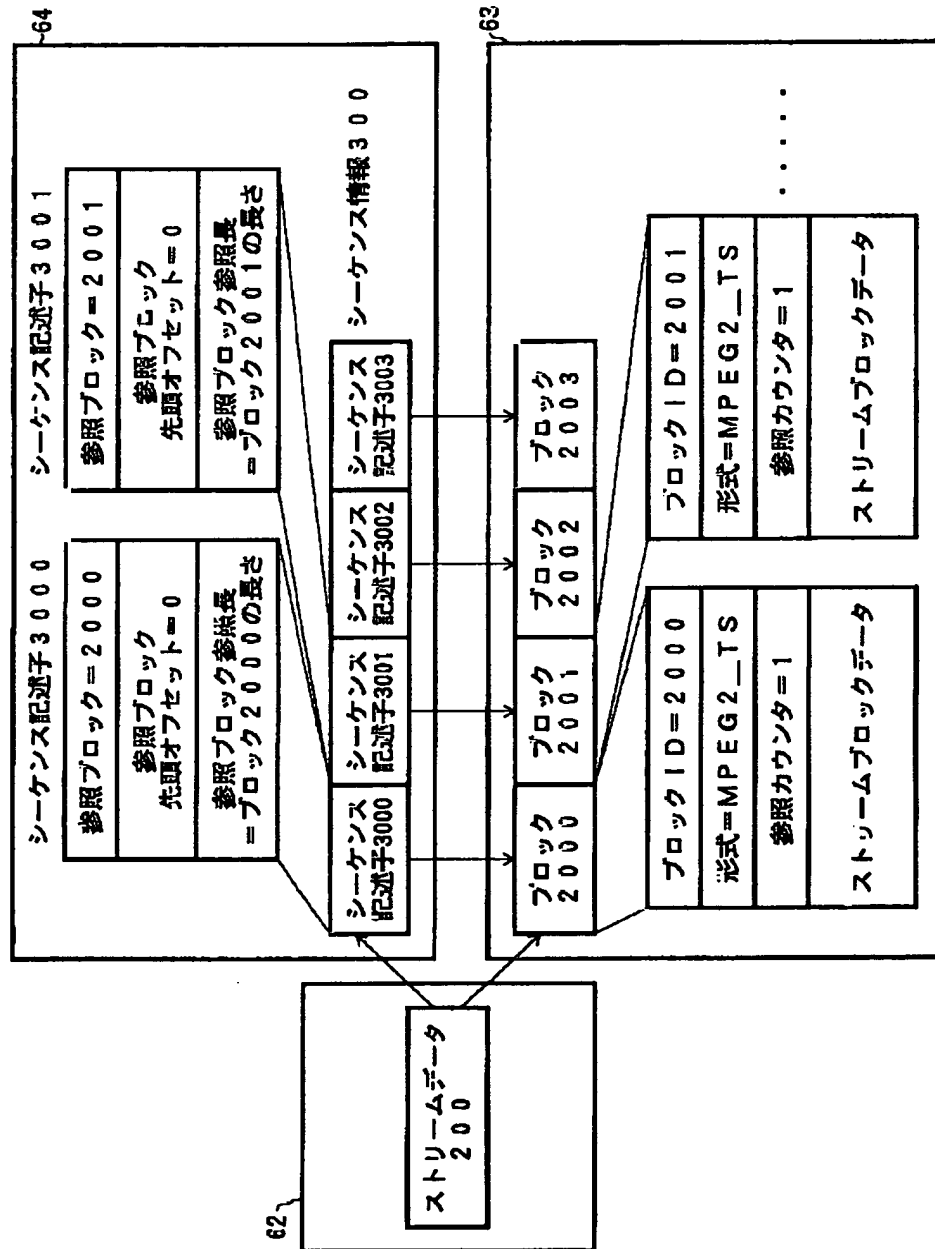 64
シーケンス記述子3000
参照ブロック=2000
参照ブロック
先頭オフセット=0
参照ブロック参照長
=ブロック2000の長さ
シーケンス記述子3001
参照ブロック=2001
参照ブロック
先頭オフセット=0
参照ブロック参照長
=ブロック2001の長さ
シーケンス
記述子3000
シーケンス
記述子3001
シーケンス
記述子3002
シーケンス
記述子3003
シーケンス情報300
62
ストリームデータ
200
63
ブロック
2000
ブロック
2001
ブロック
2002
ブロック
2003
ブロックID=2000
形式=MPEG2_TS
参照カウンタ=1
ストリームブロックデータ
ブロックID=2001
形式=MPEG2_TS
参照カウンタ=1
ストリームブロックデータ
・・・・・